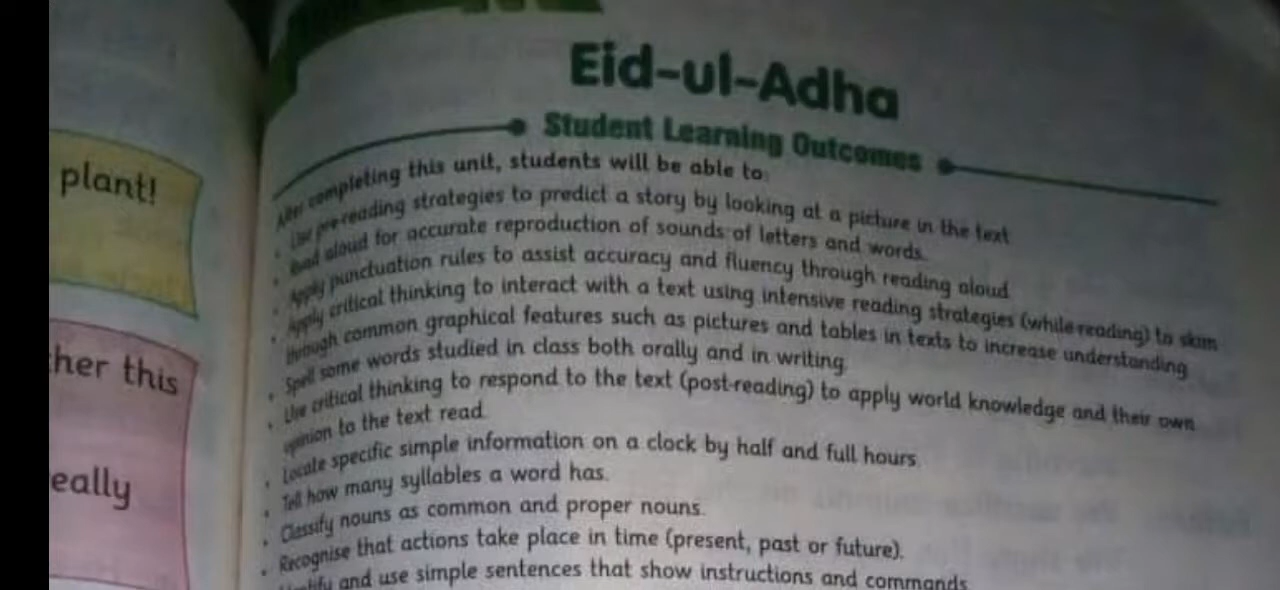 plant!
ther this
eally
Eid-ul-Adha
Student Learning Outcomes
After completing this unit, students will be able to:
• Use pre-reading strategies to predict a story by looking at a picture in the text
• Read aloud for accurate reproduction of sounds of letters and words.
• Apply punctuation rules to assist accuracy and fluency through reading aloud
• Apply critical thinking to interact with a text using intensive reading strategies (while-reading) to skim
through common graphical features such as pictures and tables in texts to increase understanding
• Spell some words studied in class both orally and in writing.
• Use critical thinking to respond to the text (post-reading) to apply world knowledge and their own
opinion to the text read.
• Locate specific simple information on a clock by half and full hours.
• Tell how many syllables a word has.
• Classify nouns as common and proper nouns.
• Recognise that actions take place in time (present, past or future).
and use simple sentences that show instructions and commands